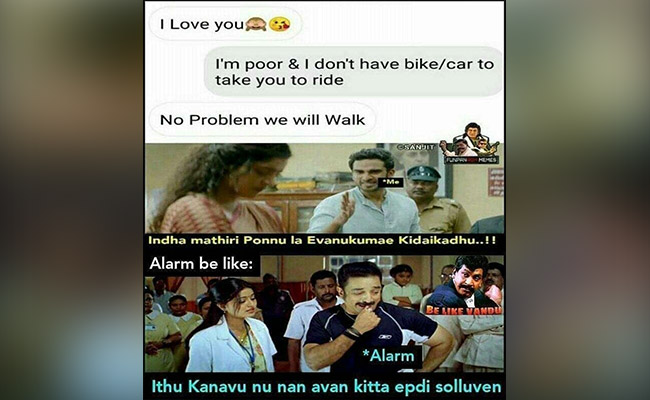 I Love you🙈😘
I'm poor & I don't have bike/car to
take you to ride
No Problem we will Walk
©SANJIT
FUNPANROM MEMES
*Me
Indha mathiri Ponnu la Evanukumae Kidaikadhu..!!
Alarm be like:
BE LIKE VANDU
*Alarm
Ithu Kanavu nu nan avan kitta epdi solluven